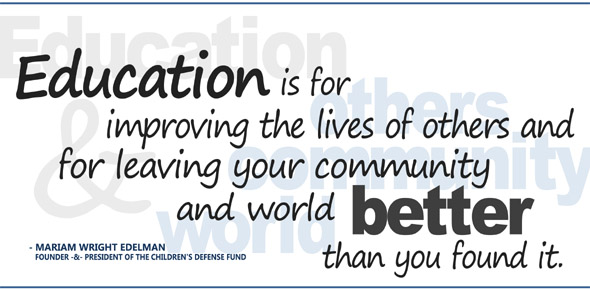 Education is for
improving the lives of others and
for leaving your community
and world better
than you found it.
- MARIAM WRIGHT EDELMAN
FOUNDER -&- PRESIDENT OF THE CHILDREN'S DEFENSE FUND
Education
others
&
community
world